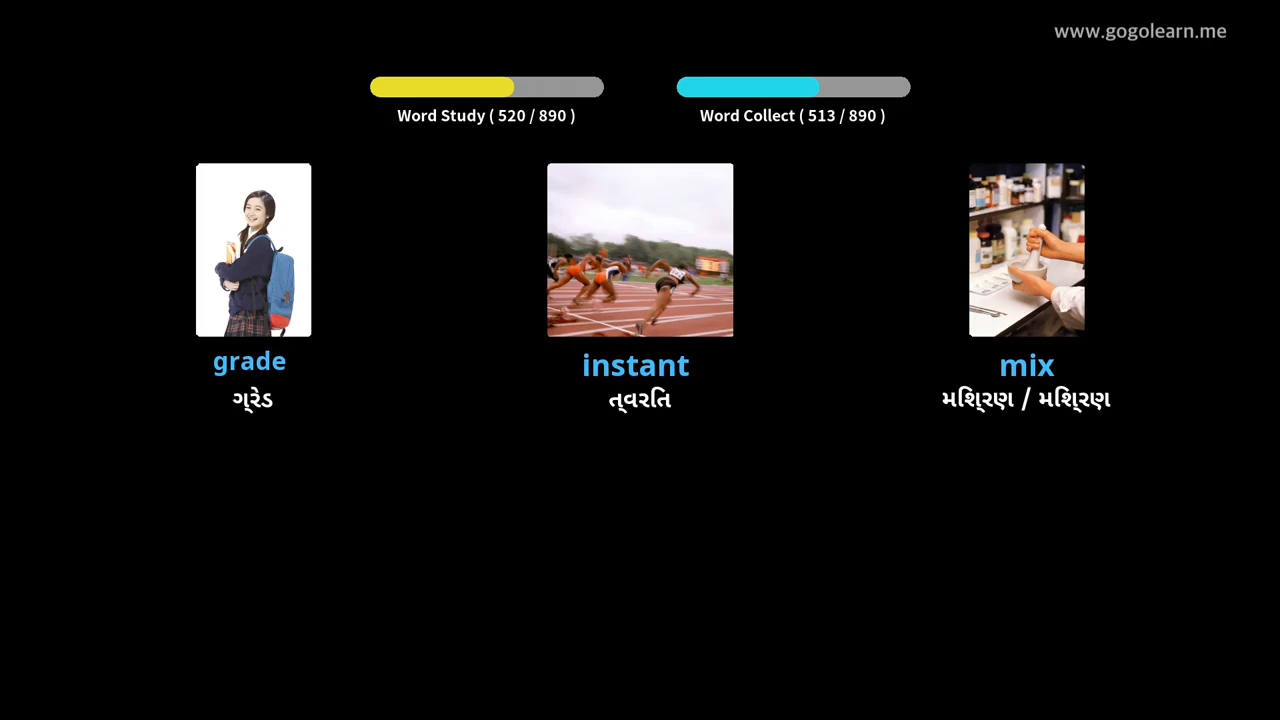 www.gogolearn.me
Word Study ( 520 / 890 )
Word Collect ( 513 / 890 )
grade
instant
mix
ગ્રેડ
ત્વરતિ
મશ્રિણ / મશ્રિણ